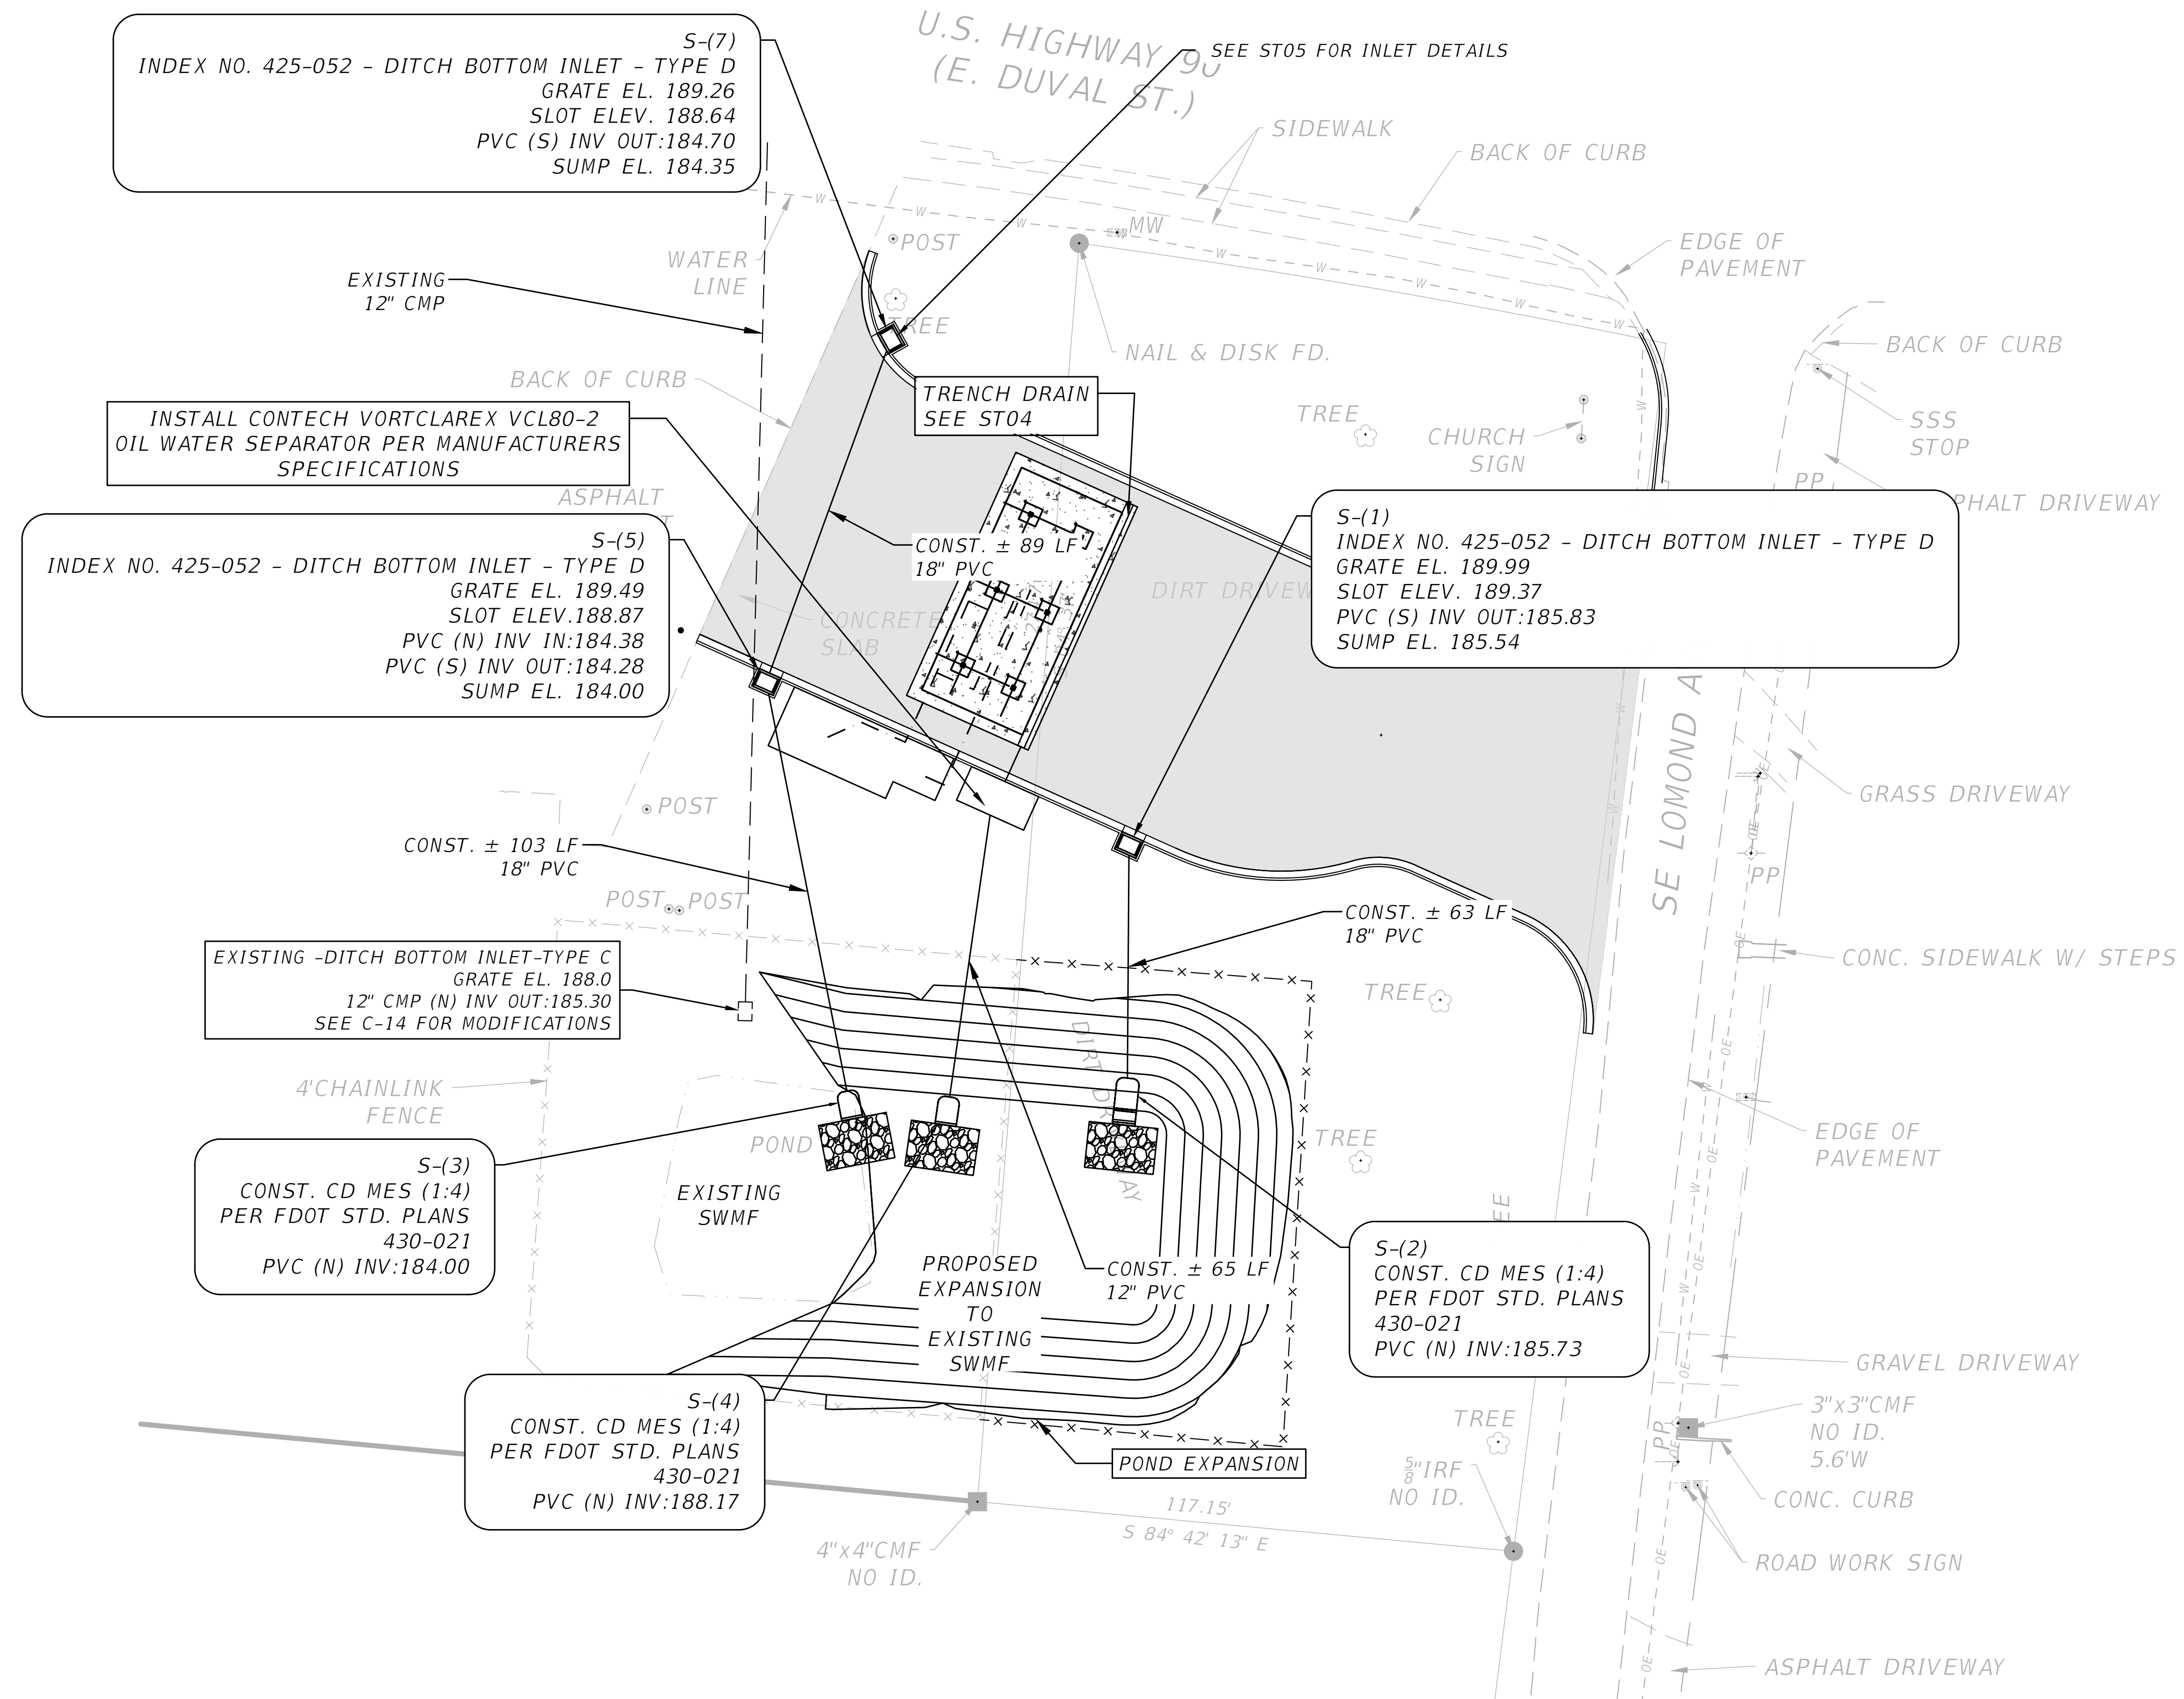 U.S. HIGHWAY 90
(E. DUVAL ST.)
S-(7)
INDEX NO. 425-052 - DITCH BOTTOM INLET - TYPE D
GRATE EL. 189.26
SLOT ELEV. 188.64
PVC (S) INV OUT:184.70
SUMP EL. 184.35
SEE ST05 FOR INLET DETAILS
SIDEWALK
BACK OF CURB
W W W W W W W W
MW
POST
WATER
LINE
EDGE OF
PAVEMENT
EXISTING
12" CMP
TREE
NAIL & DISK FD.
BACK OF CURB
BACK OF CURB
TRENCH DRAIN
SEE ST04
TREE
CHURCH
SIGN
SSS
STOP
INSTALL CONTECH VORTCLAREX VCL80-2
OIL WATER SEPARATOR PER MANUFACTURERS
SPECIFICATIONS
PP
ASPHALT
PHALT DRIVEWAY
S-(5)
INDEX NO. 425-052 - DITCH BOTTOM INLET - TYPE D
GRATE EL. 189.49
SLOT ELEV.188.87
PVC (N) INV IN:184.38
PVC (S) INV OUT:184.28
SUMP EL. 184.00
CONST. ± 89 LF
18" PVC
DIRT DRIVEW
CONCRETE
SLAB
S-(1)
INDEX NO. 425-052 - DITCH BOTTOM INLET - TYPE D
GRATE EL. 189.99
SLOT ELEV. 189.37
PVC (S) INV OUT:185.83
SUMP EL. 185.54
SE LOMOND A
POST
GRASS DRIVEWAY
CONST. ± 103 LF
18" PVC
PP
POST
POST
CONST. ± 63 LF
18" PVC
CONC. SIDEWALK W/ STEPS
EXISTING -DITCH BOTTOM INLET-TYPE C
GRATE EL. 188.0
12" CMP (N) INV OUT:185.30
SEE C-14 FOR MODIFICATIONS
TREE
4'CHAINLINK
FENCE
POND
TREE
EDGE OF
PAVEMENT
S-(3)
CONST. CD MES (1:4)
PER FDOT STD. PLANS
430-021
PVC (N) INV:184.00
EXISTING
SWMF
PROPOSED
EXPANSION
TO
EXISTING
SWMF
CONST. ± 65 LF
12" PVC
S-(2)
CONST. CD MES (1:4)
PER FDOT STD. PLANS
430-021
PVC (N) INV:185.73
GRAVEL DRIVEWAY
S-(4)
CONST. CD MES (1:4)
PER FDOT STD. PLANS
430-021
PVC (N) INV:188.17
POND EXPANSION
TREE
PP
3"x3"CMF
NO ID.
5.6'W
5/8"IRF
NO ID.
CONC. CURB
117.15'
S 84° 42' 13" E
4"x4"CMF
NO ID.
ROAD WORK SIGN
ASPHALT DRIVEWAY